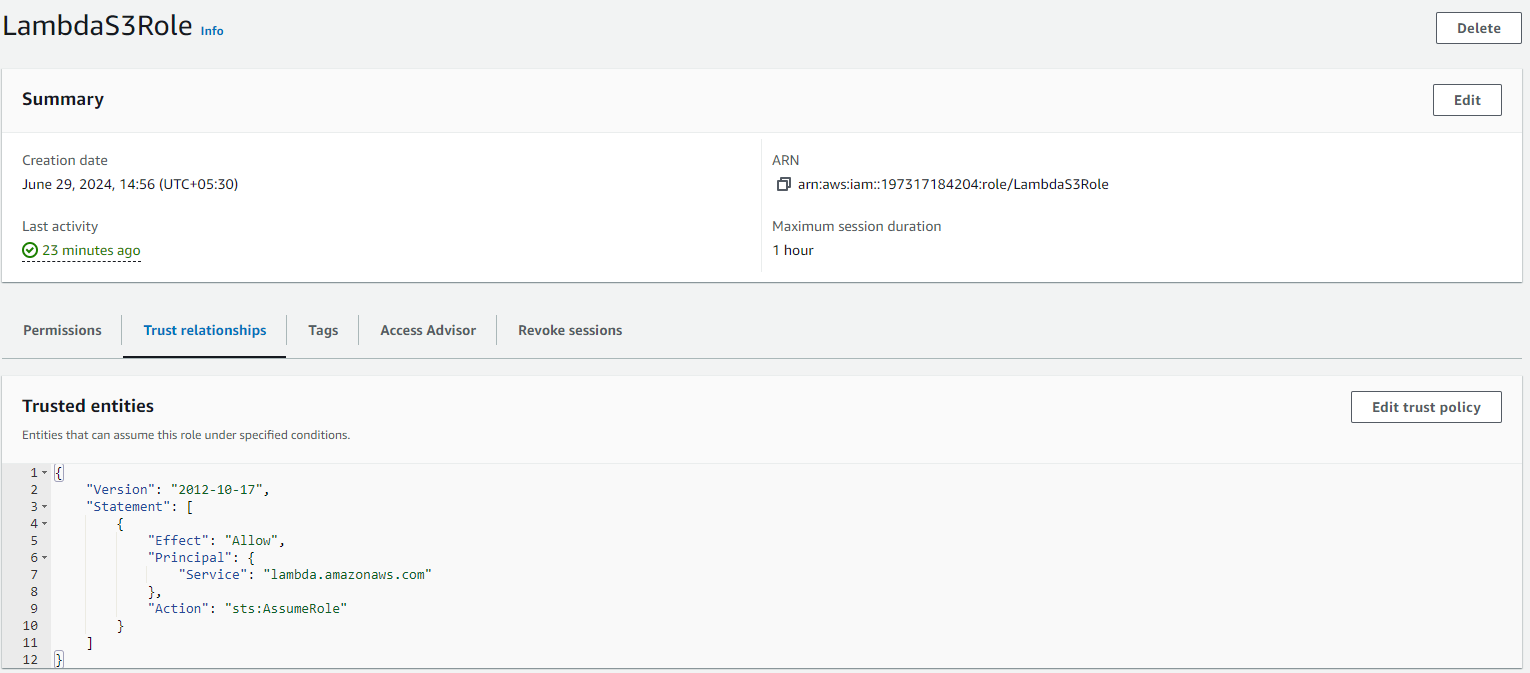 LambdaS3Role Info
Delete
Summary
Edit
Creation date
June 29, 2024, 14:56 (UTC+05:30)
ARN
arn:aws:iam::197317184204:role/LambdaS3Role
Last activity
23 minutes ago
Maximum session duration
1 hour
Permissions
Trust relationships
Tags
Access Advisor
Revoke sessions
Trusted entities
Edit trust policy
Entities that can assume this role under specified conditions.
1 {
2     "Version": "2012-10-17",
3     "Statement": [
4         {
5             "Effect": "Allow",
6             "Principal": {
7                 "Service": "lambda.amazonaws.com"
8             },
9             "Action": "sts:AssumeRole"
10         }
11     ]
12 }